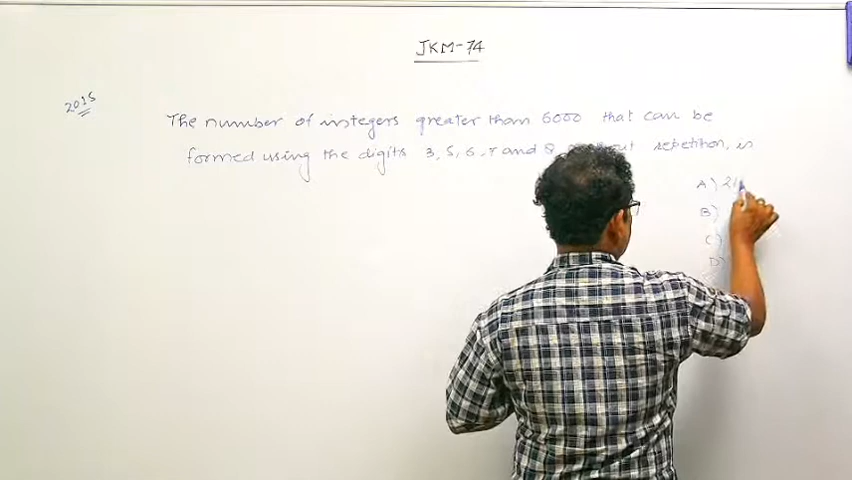 JKM-74
2015
The number of integers greater than 6000 that can be
formed using the digits 3, 5, 6, 7 and 8 repetition, is
A) 21
B)
C)
D)